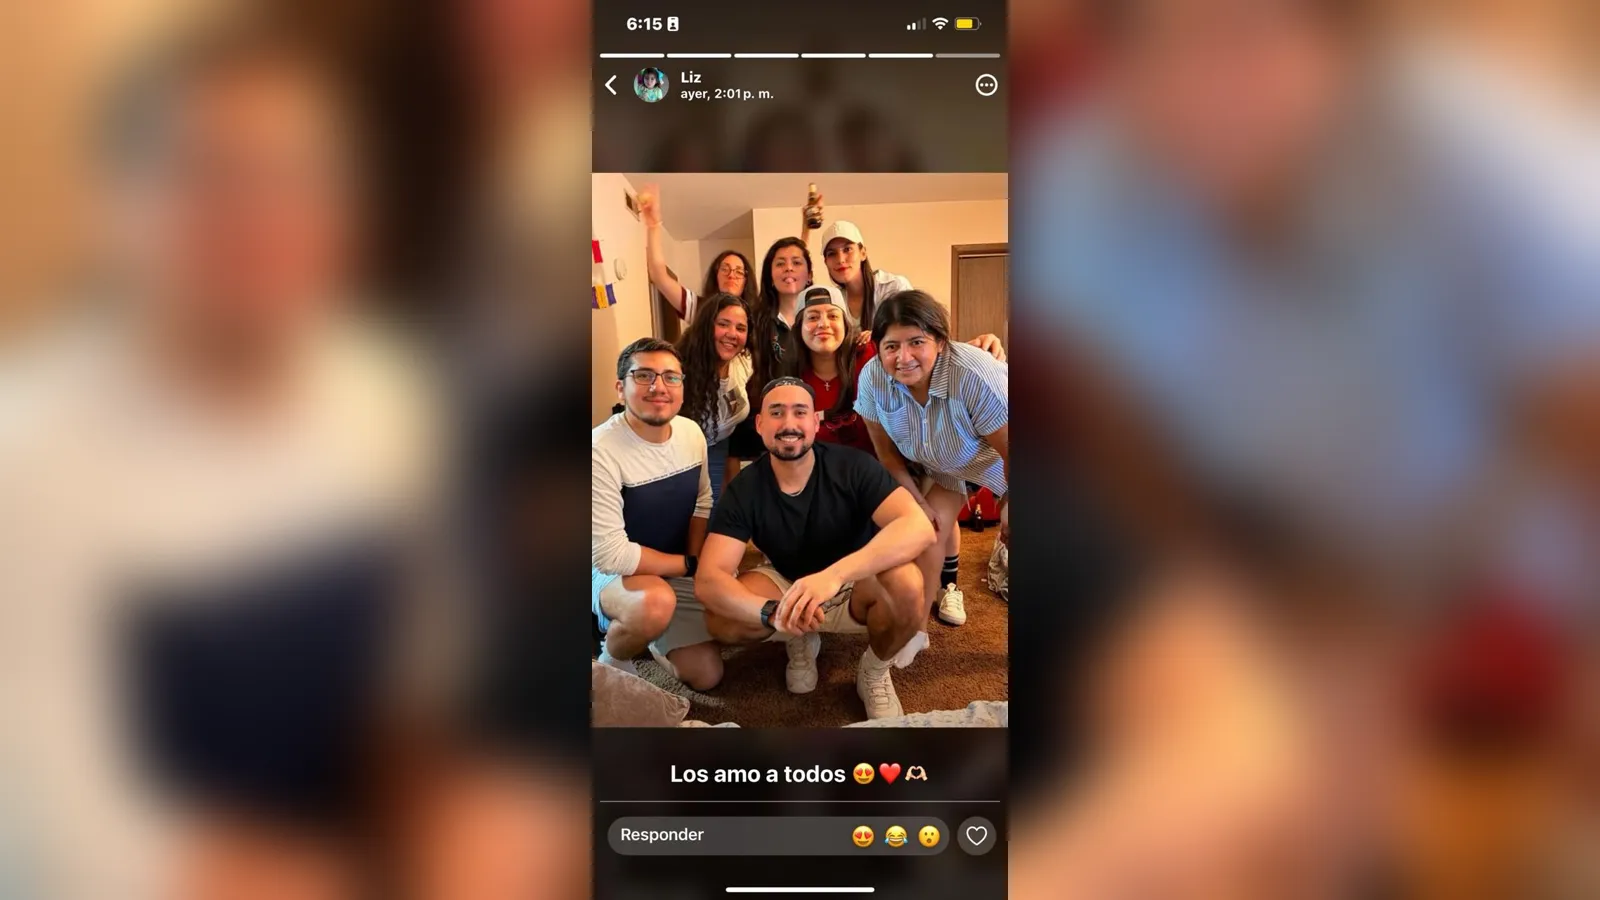 6:15
Liz
ayer, 2:01 p. m.
Los amo a todos 😍❤️🫶🏻
Responder